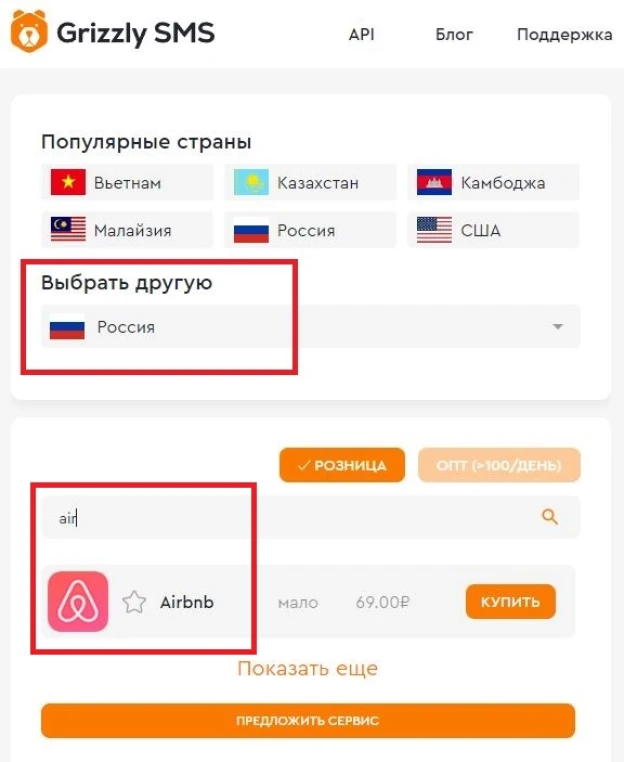 Grizzly SMS API Блог Поддержка
Популярные страны
Вьетнам Казахстан Камбоджа
Малайзия Россия США
Выбрать другую
Россия
✓ РОЗНИЦА ОПТ (>100/ДЕНЬ)
air
Airbnb мало 69.00₽ КУПИТЬ
Показать еще
ПРЕДЛОЖИТЬ СЕРВИС